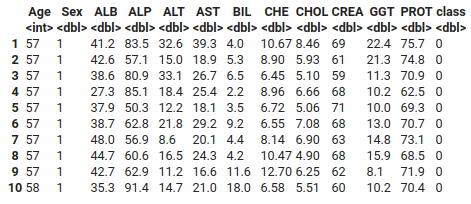 Age Sex ALB ALP ALT AST BIL CHE CHOL CREA GGT PROT class
<int> <dbl> <dbl> <dbl> <dbl> <dbl> <dbl> <dbl> <dbl> <dbl> <dbl> <dbl> <dbl>
1 57 1 41.2 83.5 32.6 39.3 4.0 10.67 8.46 69 22.4 75.7 0
2 57 1 42.6 57.1 15.0 18.9 5.3 8.90 5.93 61 21.3 74.8 0
3 57 1 38.6 80.9 33.1 26.7 6.5 6.45 5.10 59 11.3 70.9 0
4 57 1 27.3 85.1 18.4 25.4 2.2 8.96 6.66 68 10.2 62.5 0
5 57 1 37.9 50.3 12.2 18.1 3.5 6.72 5.06 71 10.0 69.3 0
6 57 1 38.7 62.8 21.8 29.2 9.2 6.55 7.08 68 13.0 70.7 0
7 57 1 48.0 56.9 8.6 20.1 4.4 8.14 6.90 63 14.8 73.1 0
8 57 1 44.7 60.6 16.5 24.3 4.2 10.47 4.90 68 15.9 68.5 0
9 57 1 42.7 62.9 11.2 16.6 11.6 12.70 6.25 62 8.1 71.9 0
10 58 1 35.3 91.4 14.7 21.0 18.0 6.58 5.51 60 10.2 70.4 0